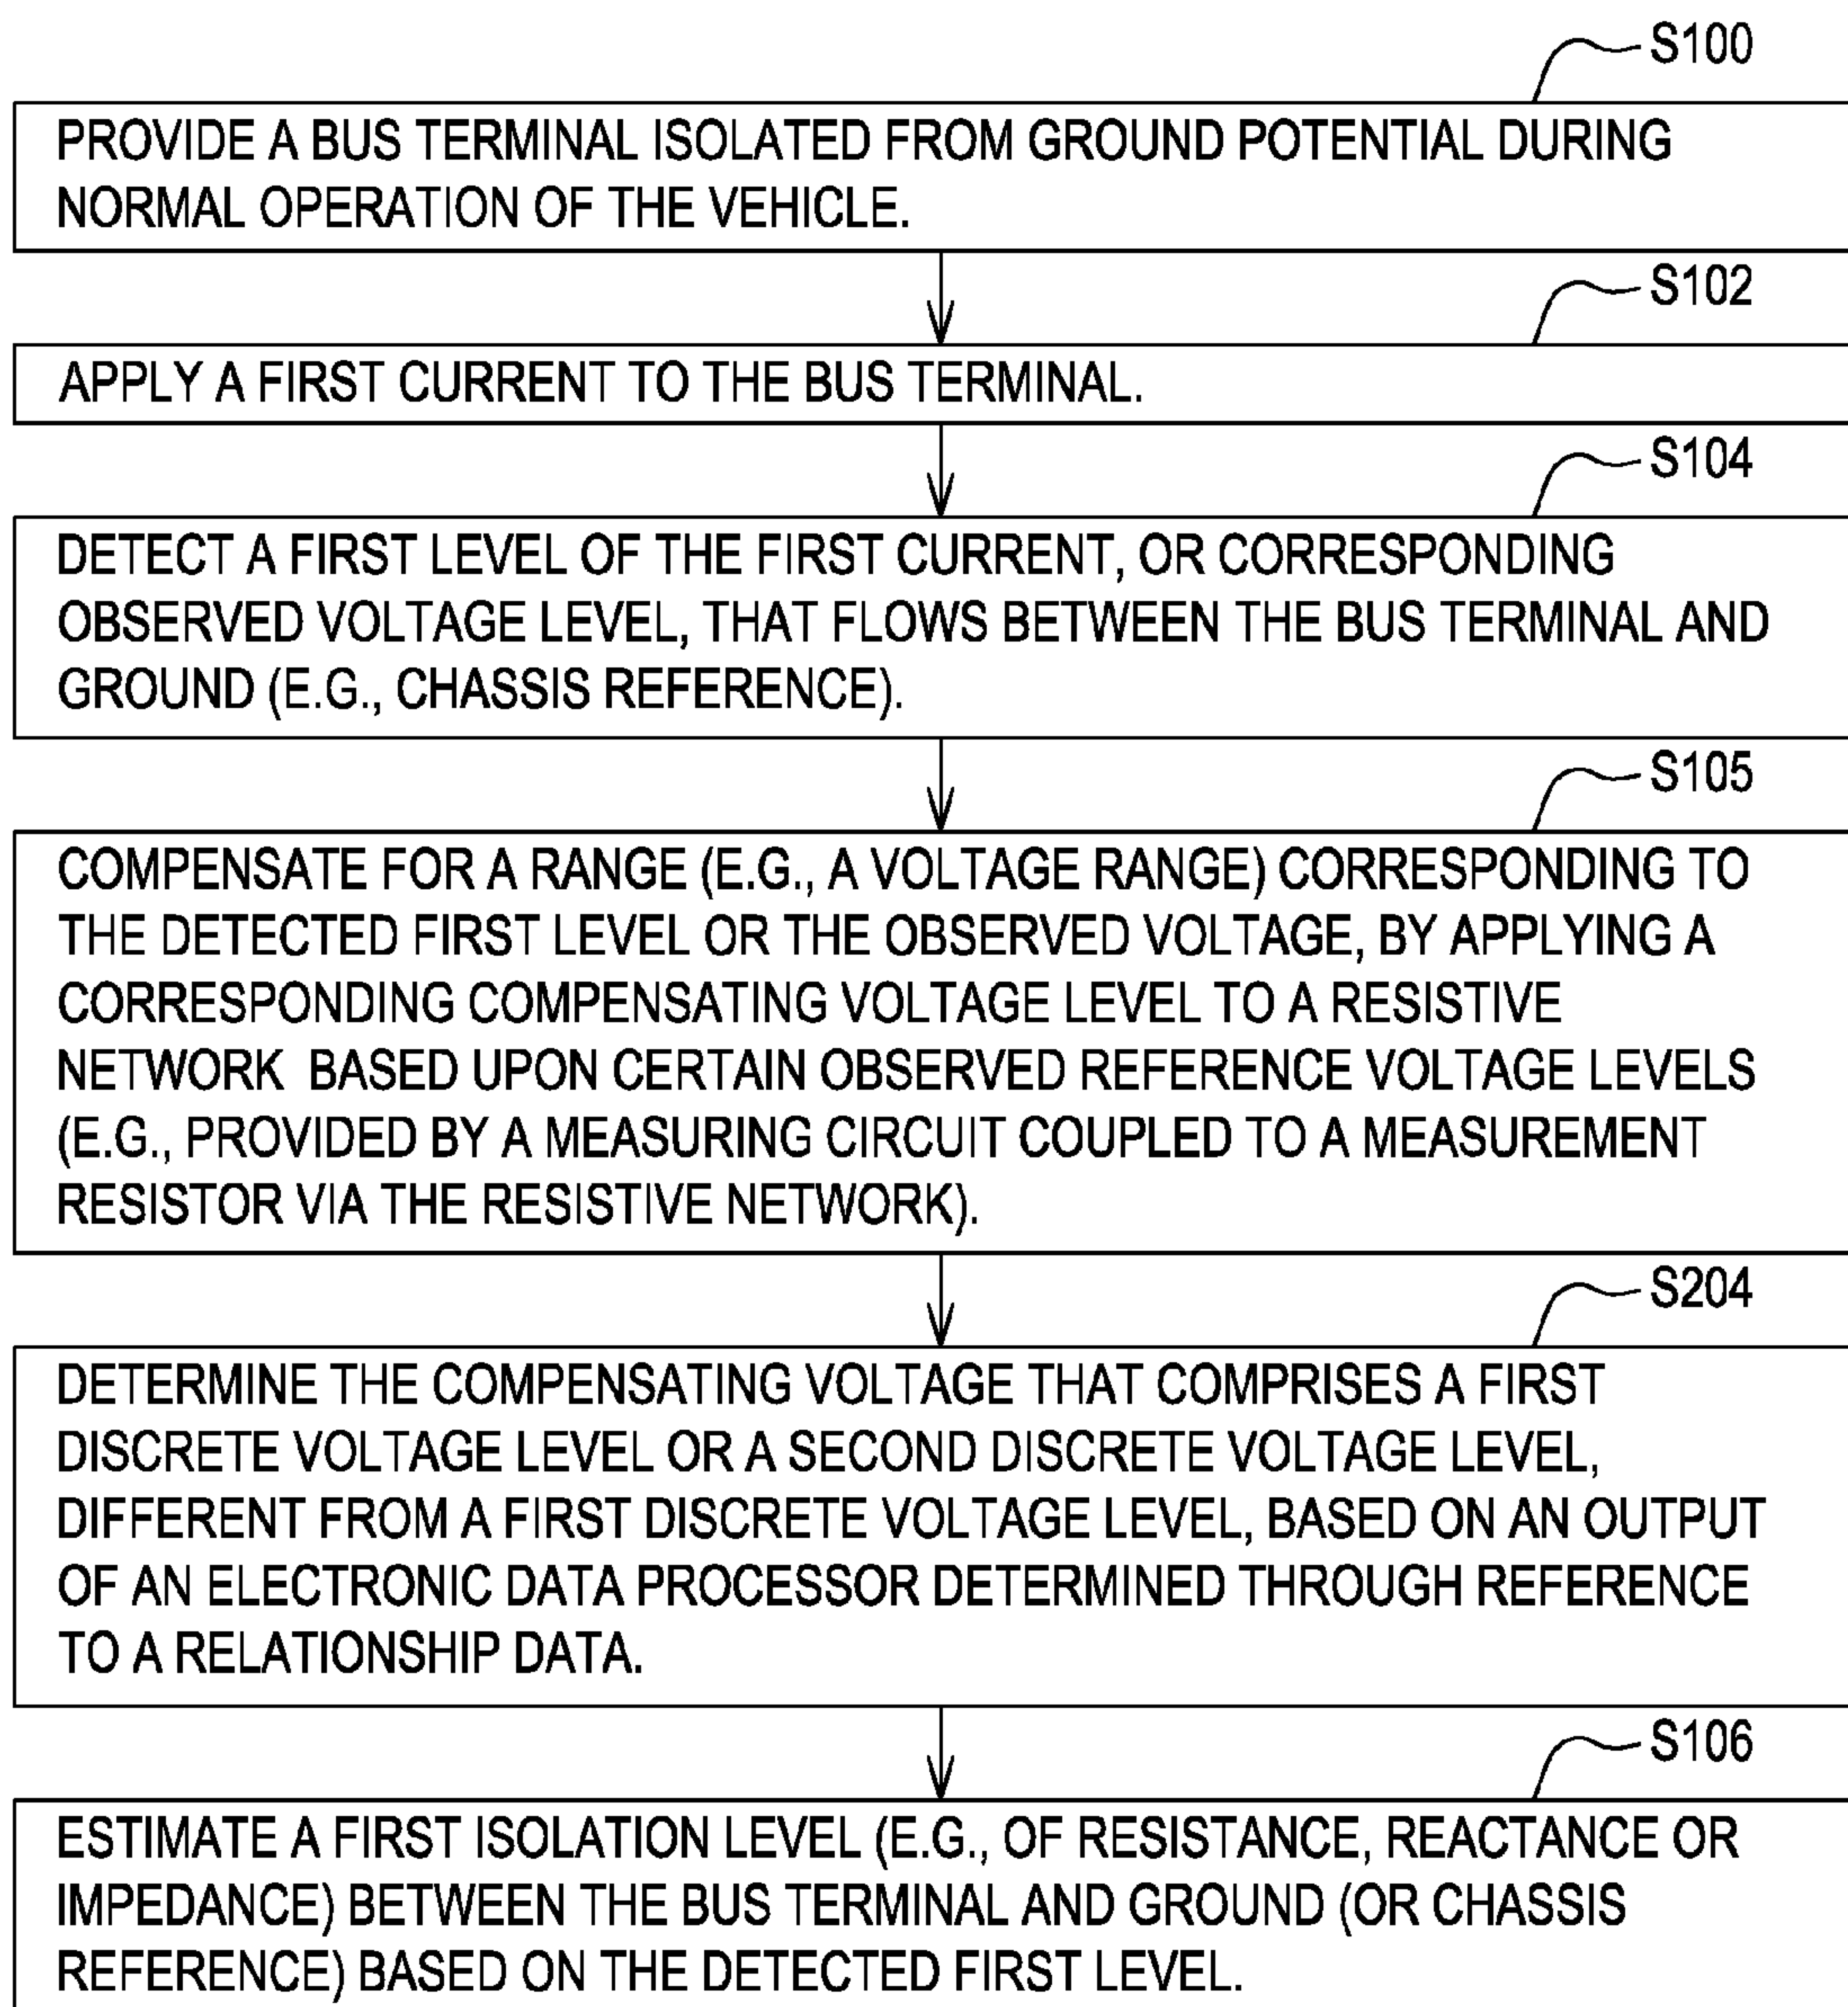 S100
PROVIDE A BUS TERMINAL ISOLATED FROM GROUND POTENTIAL DURING
NORMAL OPERATION OF THE VEHICLE.
S102
APPLY A FIRST CURRENT TO THE BUS TERMINAL.
S104
DETECT A FIRST LEVEL OF THE FIRST CURRENT, OR CORRESPONDING
OBSERVED VOLTAGE LEVEL, THAT FLOWS BETWEEN THE BUS TERMINAL AND
GROUND (E.G., CHASSIS REFERENCE).
S105
COMPENSATE FOR A RANGE (E.G., A VOLTAGE RANGE) CORRESPONDING TO
THE DETECTED FIRST LEVEL OR THE OBSERVED VOLTAGE, BY APPLYING A
CORRESPONDING COMPENSATING VOLTAGE LEVEL TO A RESISTIVE
NETWORK BASED UPON CERTAIN OBSERVED REFERENCE VOLTAGE LEVELS
(E.G., PROVIDED BY A MEASURING CIRCUIT COUPLED TO A MEASUREMENT
RESISTOR VIA THE RESISTIVE NETWORK).
S204
DETERMINE THE COMPENSATING VOLTAGE THAT COMPRISES A FIRST
DISCRETE VOLTAGE LEVEL OR A SECOND DISCRETE VOLTAGE LEVEL,
DIFFERENT FROM A FIRST DISCRETE VOLTAGE LEVEL, BASED ON AN OUTPUT
OF AN ELECTRONIC DATA PROCESSOR DETERMINED THROUGH REFERENCE
TO A RELATIONSHIP DATA.
S106
ESTIMATE A FIRST ISOLATION LEVEL (E.G., OF RESISTANCE, REACTANCE OR
IMPEDANCE) BETWEEN THE BUS TERMINAL AND GROUND (OR CHASSIS
REFERENCE) BASED ON THE DETECTED FIRST LEVEL.